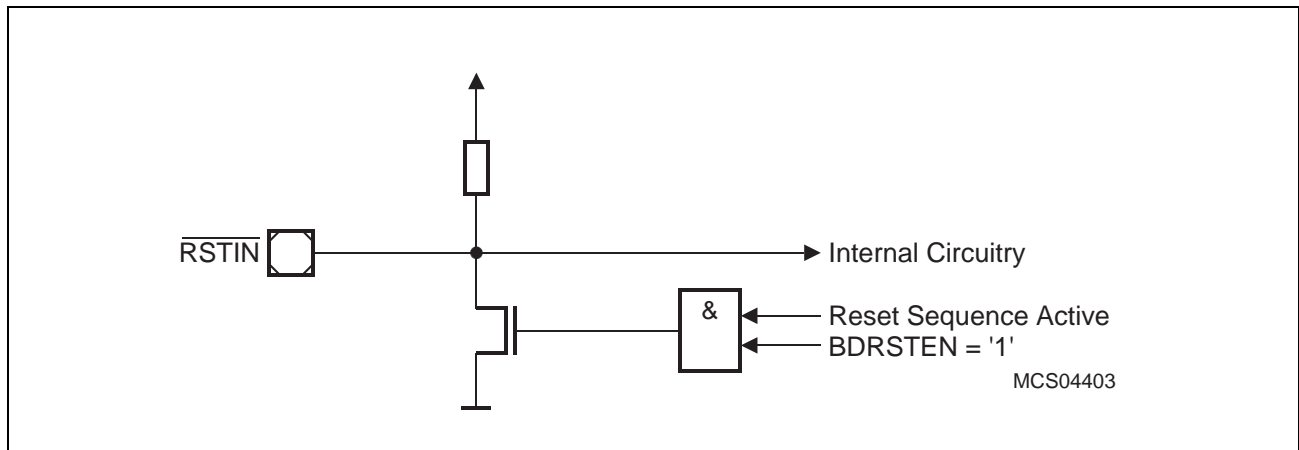 RSTIN
Internal Circuitry
&
Reset Sequence Active
BDRSTEN = '1'
MCS04403